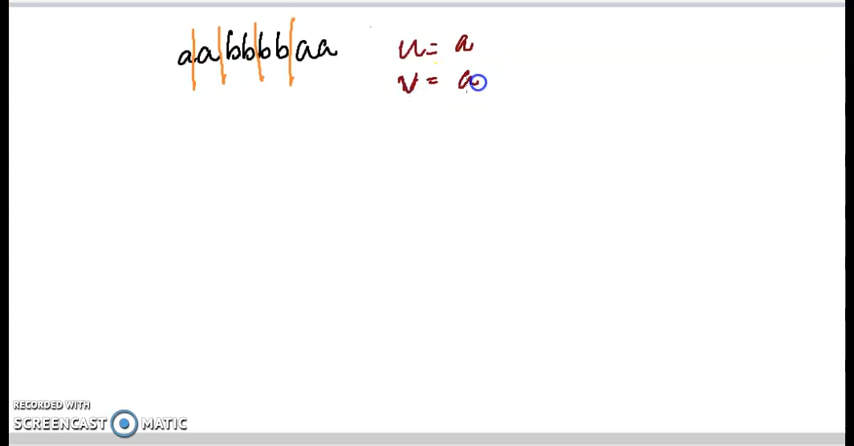 aabbbbaa
u= a
v= a
RECORDED WITH
SCREENCAST MATIC